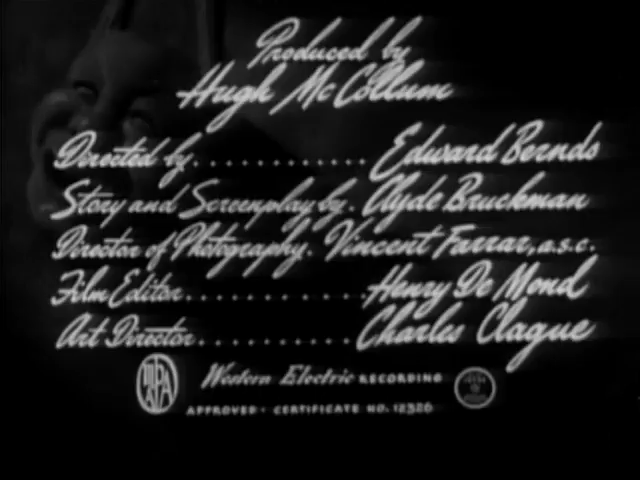 Produced by
Hugh McCollum
Directed by............ Edward Bernds
Story and Screenplay by. Clyde Bruckman
Director of Photography. Vincent Farrar, a.s.c.
Film Editor............ Henry De Mond
Art Director........... Charles Clague
Western Electric RECORDING
APPROVED · CERTIFICATE NO. 12326